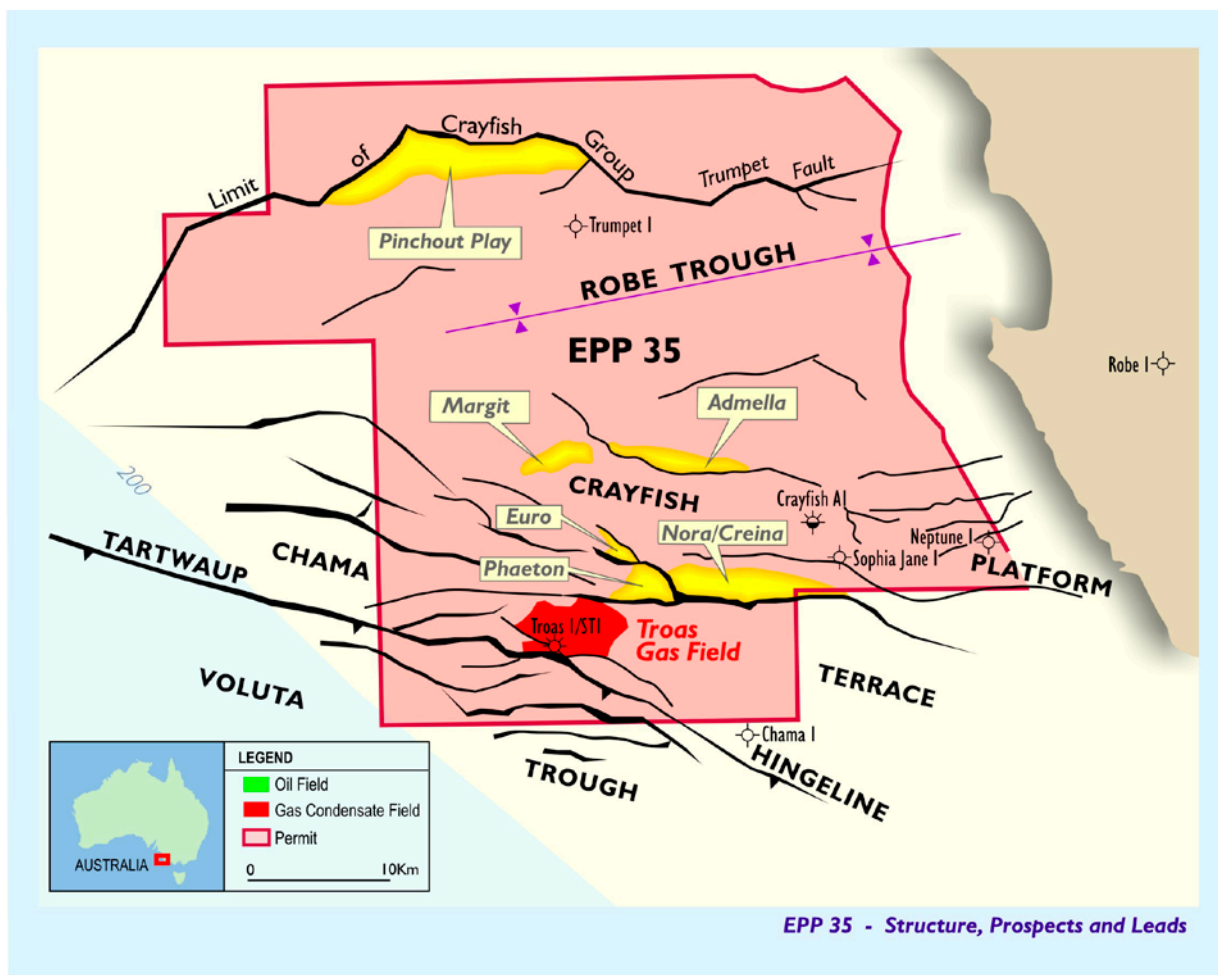 Limit of Crayfish Group
Trumpet Fault
Pinchout Play
Trumpet 1
ROBE TROUGH
EPP 35
Robe 1
Margit
Admella
200
CRAYFISH
Crayfish A1
Euro
Nora/Creina
Neptune 1
Sophia Jane 1
PLATFORM
TARTWAUP
CHAMA
Phaeton
Troas 1/ST1
Troas
Gas Field
VOLUTA
TERRACE
Chama 1
HINGELINE
TROUGH
AUSTRALIA
LEGEND
Oil Field
Gas Condensate Field
Permit
0 10Km
EPP 35 - Structure, Prospects and Leads